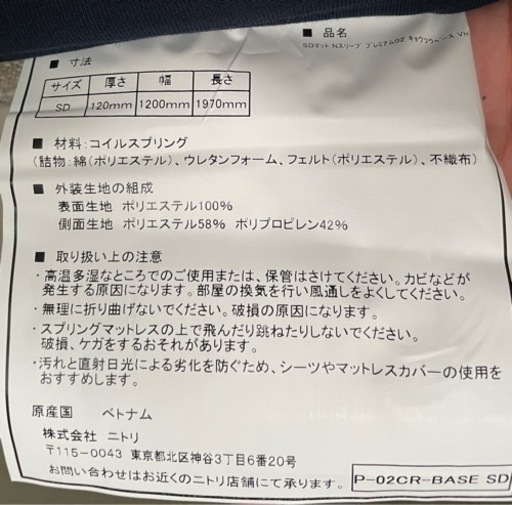 ■ 品名
SDマット Nスリープ プレミアム02 キョウツウベース VH
■ 寸法
サイズ 厚さ 幅 長さ
SD 120mm 1200mm 1970mm
■ 材料：コイルスプリング
（詰物：綿（ポリエステル）、ウレタンフォーム、フェルト（ポリエステル）、不織布）
■ 外装生地の組成
表面生地 ポリエステル100%
側面生地 ポリエステル58% ポリプロピレン42%
■ 取り扱い上の注意
・高温多湿なところでのご使用または、保管はさけてください。カビなどが
発生する原因になります。部屋の換気を行い風通しをよくしてください。
・無理に折り曲げないでください。破損の原因になります。
・スプリングマットレスの上で飛んだり跳ねたりしないでください。
破損、ケガをするおそれがあります。
・汚れと直射日光による劣化を防ぐため、シーツやマットレスカバーの使用を
おすすめします。
原産国 ベトナム
株式会社 ニトリ
〒115-0043 東京都北区神谷3丁目6番20号
お問い合わせはお近くのニトリ店舗にて承ります。
P-02CR-BASE SD